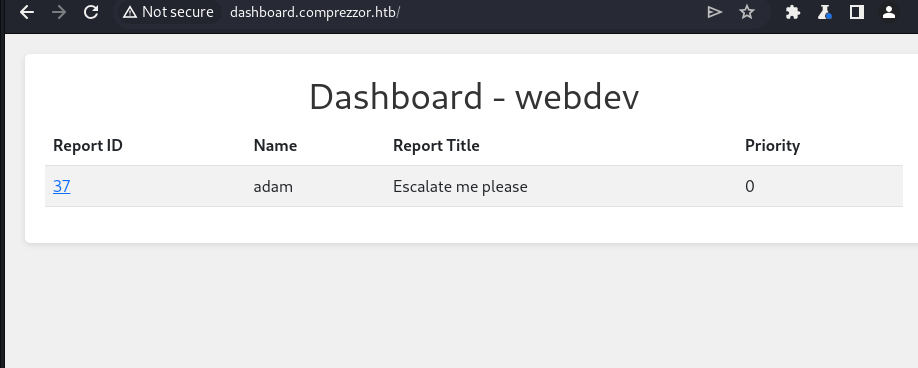 Not secure dashboard.comprezzor.htb/
Dashboard - webdev
Report ID Name Report Title Priority
37 adam Escalate me please 0